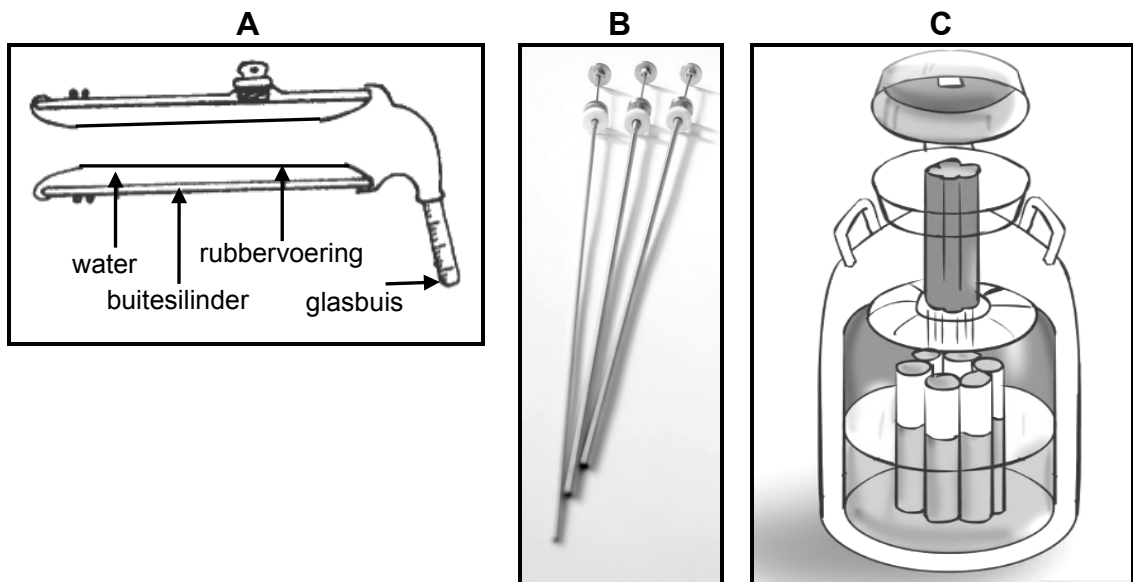 A B C
water
rubbervoering
buitesilinder
glasbuis